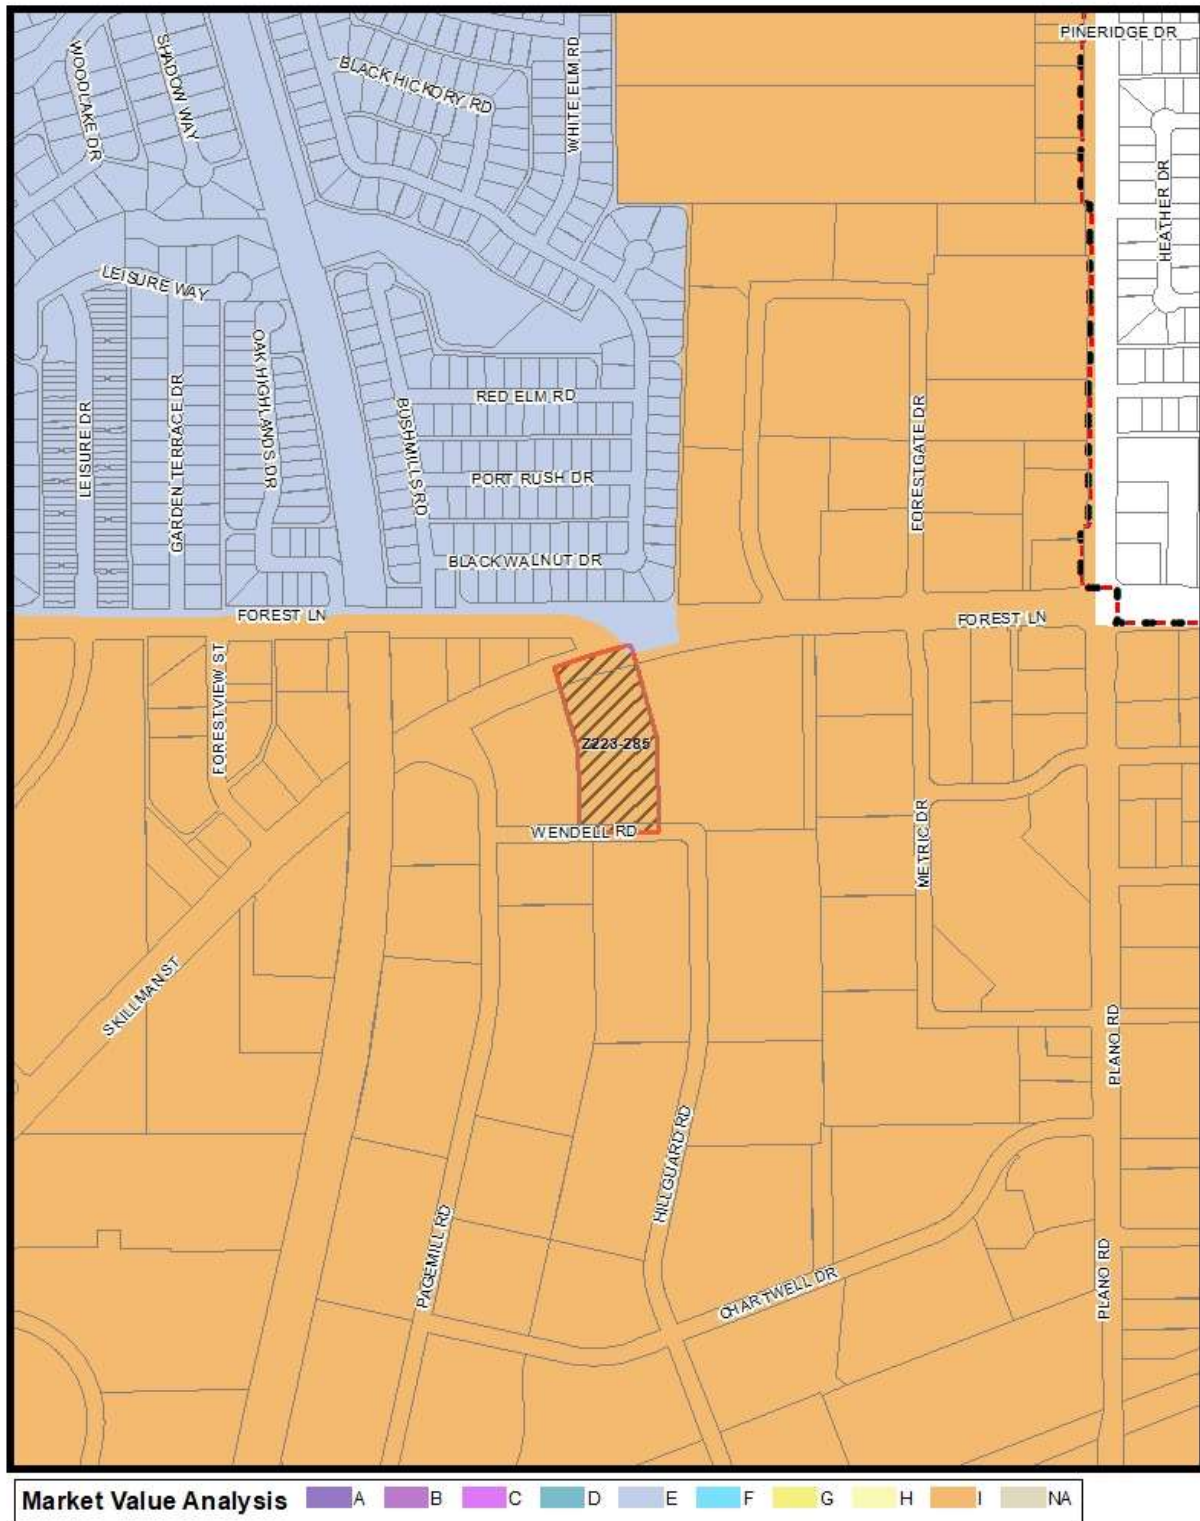 PINERIDGE DR
WOODLAKE DR
SHADOW WAY
BLACK HICKORY RD
WHITE ELM RD
HEATHER DR
LEISURE WAY
OAK HIGHLANDS DR
RED ELM RD
LEISURE DR
GARDEN TERRACE DR
BUSHMILLS RD
FORESTGATE DR
PORT RUSH DR
BLACK WALNUT DR
FOREST LN
FOREST LN
FORESTVIEW ST
Z223-285
WENDELL RD
METRIC DR
SKILLMAN ST
PLANO RD
HILLGUARD RD
PAGEMILL RD
CHARTWELL DR
PLANO RD
Market Value Analysis A B C D E F G H I NA